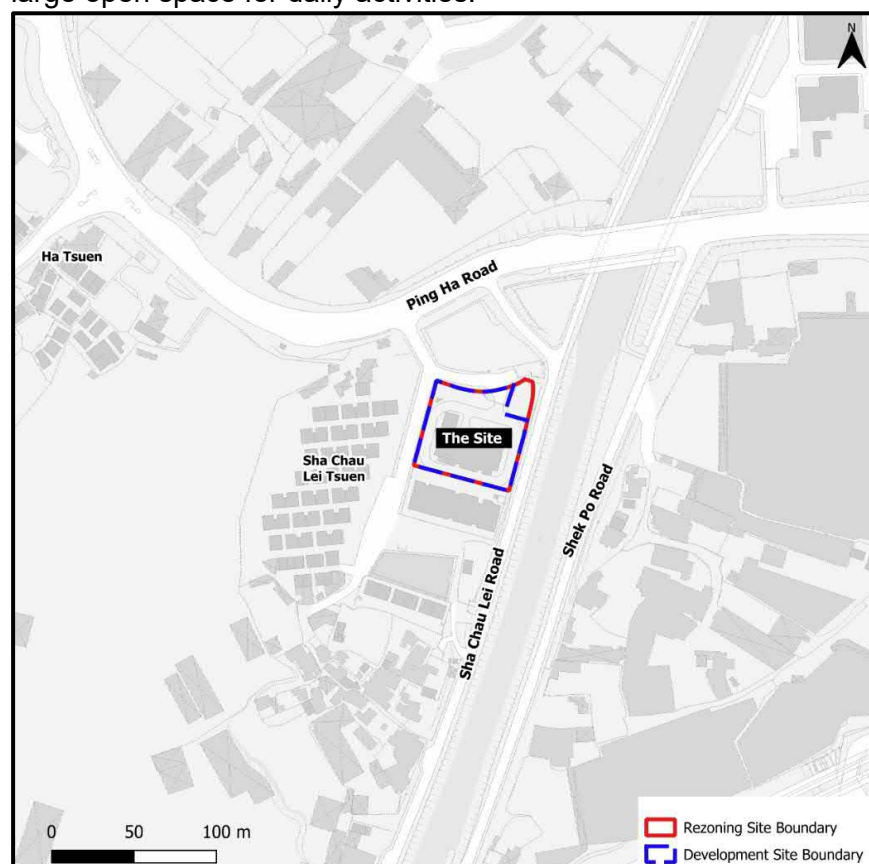 large open space for daily activities.
N
Ha Tsuen
Ping Ha Road
The Site
Sha Chau
Lei Tsuen
Shek Po Road
Sha Chau Lei Road
0 50 100 m
Rezoning Site Boundary
Development Site Boundary